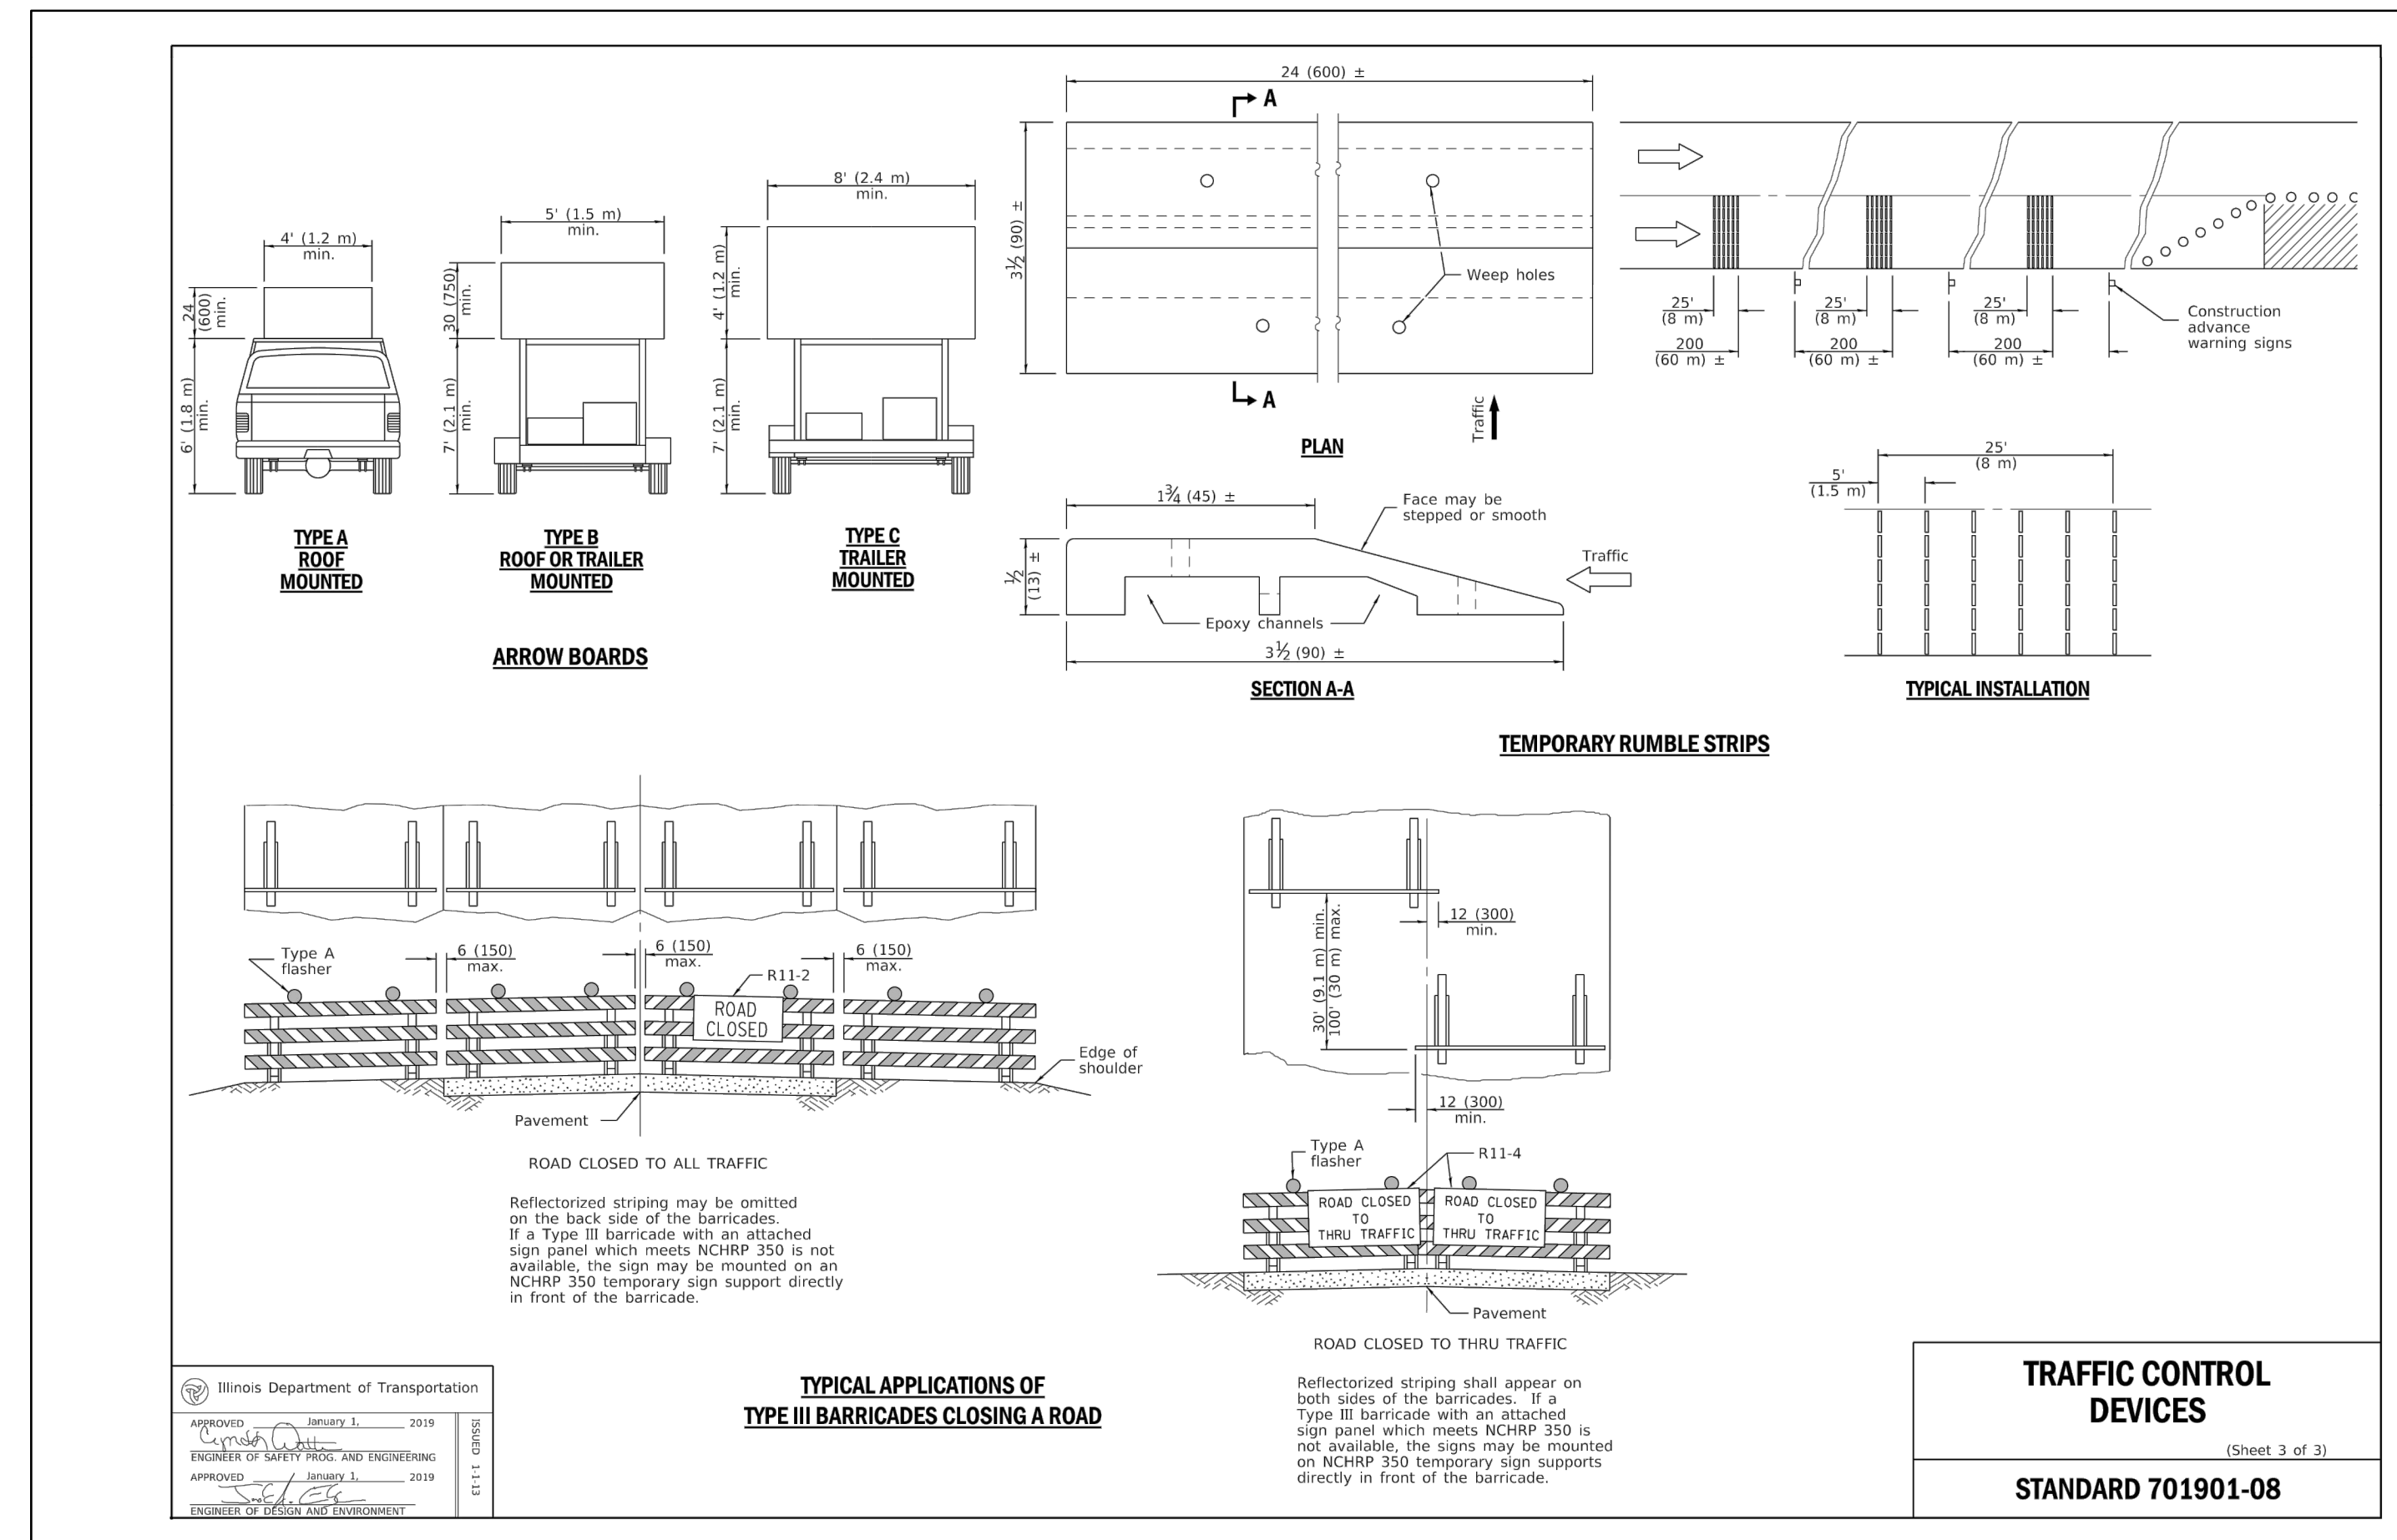 4' (1.2 m)
min.
24
(600)
min.
6' (1.8 m)
min.
TYPE A
ROOF
MOUNTED
5' (1.5 m)
min.
30 (750)
min.
7' (2.1 m)
min.
TYPE B
ROOF OR TRAILER
MOUNTED
8' (2.4 m)
min.
4' (1.2 m)
min.
7' (2.1 m)
min.
TYPE C
TRAILER
MOUNTED
ARROW BOARDS
24 (600) ±
A
3½ (90) ±
Weep holes
A
Traffic
PLAN
1¾ (45) ±
Face may be
stepped or smooth
½
(13) ±
Traffic
Epoxy channels
3½ (90) ±
SECTION A-A
25'
(8 m)
200
(60 m) ±
25'
(8 m)
200
(60 m) ±
25'
(8 m)
200
(60 m) ±
Construction
advance
warning signs
25'
(8 m)
5'
(1.5 m)
TYPICAL INSTALLATION
TEMPORARY RUMBLE STRIPS
Type A
flasher
6 (150)
max.
6 (150)
max.
6 (150)
max.
R11-2
ROAD
CLOSED
Edge of
shoulder
Pavement
ROAD CLOSED TO ALL TRAFFIC
Reflectorized striping may be omitted
on the back side of the barricades.
If a Type III barricade with an attached
sign panel which meets NCHRP 350 is not
available, the sign may be mounted on an
NCHRP 350 temporary sign support directly
in front of the barricade.
12 (300)
min.
30' (9.1 m) min.
100' (30 m) max.
12 (300)
min.
Type A
flasher
R11-4
ROAD CLOSED
TO
THRU TRAFFIC
ROAD CLOSED
TO
THRU TRAFFIC
Pavement
ROAD CLOSED TO THRU TRAFFIC
Reflectorized striping shall appear on
both sides of the barricades. If a
Type III barricade with an attached
sign panel which meets NCHRP 350 is
not available, the signs may be mounted
on NCHRP 350 temporary sign supports
directly in front of the barricade.
TYPICAL APPLICATIONS OF
TYPE III BARRICADES CLOSING A ROAD
Illinois Department of Transportation
APPROVED January 1, 2019
ENGINEER OF SAFETY PROG. AND ENGINEERING
APPROVED January 1, 2019
ENGINEER OF DESIGN AND ENVIRONMENT
ISSUED 1-1-13
TRAFFIC CONTROL
DEVICES
(Sheet 3 of 3)
STANDARD 701901-08